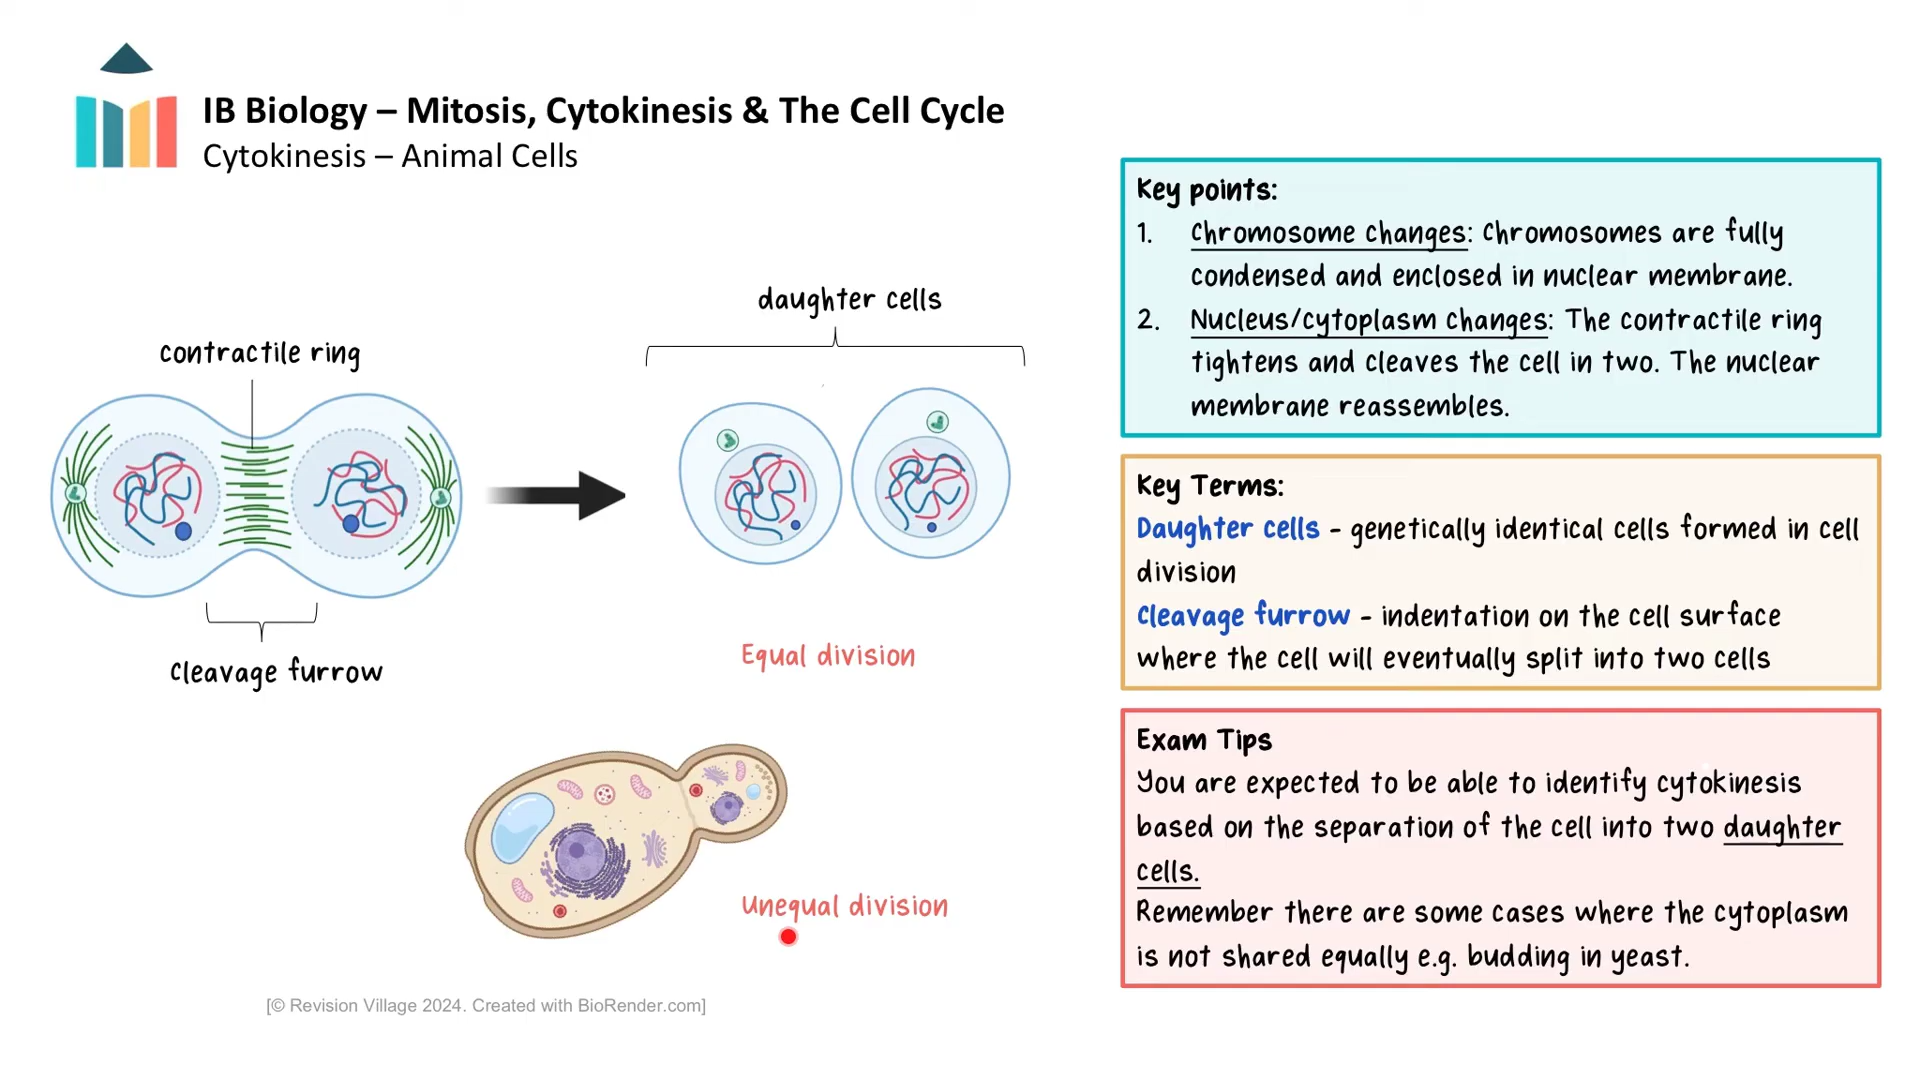 IB Biology – Mitosis, Cytokinesis & The Cell Cycle
Cytokinesis – Animal Cells
contractile ring
cleavage furrow
daughter cells
Equal division
Unequal division
[© Revision Village 2024. Created with BioRender.com]
Key points:
1. Chromosome changes: Chromosomes are fully
condensed and enclosed in nuclear membrane.
2. Nucleus/cytoplasm changes: The contractile ring
tightens and cleaves the cell in two. The nuclear
membrane reassembles.
Key Terms:
Daughter cells - genetically identical cells formed in cell
division
Cleavage furrow - indentation on the cell surface
where the cell will eventually split into two cells
Exam Tips
You are expected to be able to identify cytokinesis
based on the separation of the cell into two daughter
cells.
Remember there are some cases where the cytoplasm
is not shared equally e.g. budding in yeast.